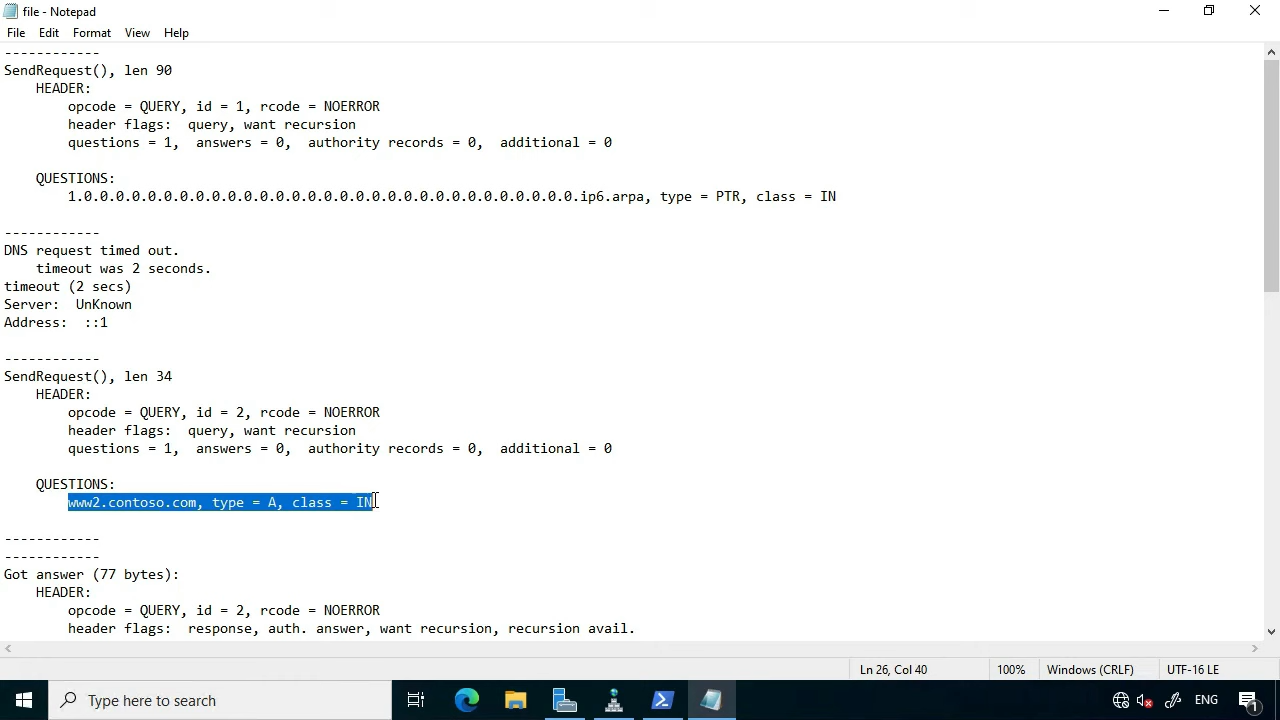 file - Notepad
File Edit Format View Help
------------
SendRequest(), len 90
HEADER:
opcode = QUERY, id = 1, rcode = NOERROR
header flags:  query, want recursion
questions = 1,  answers = 0,  authority records = 0,  additional = 0
QUESTIONS:
1.0.0.0.0.0.0.0.0.0.0.0.0.0.0.0.0.0.0.0.0.0.0.0.0.0.0.0.0.0.0.0.ip6.arpa, type = PTR, class = IN
------------
DNS request timed out.
timeout was 2 seconds.
timeout (2 secs)
Server:  UnKnown
Address:  ::1
------------
SendRequest(), len 34
HEADER:
opcode = QUERY, id = 2, rcode = NOERROR
header flags:  query, want recursion
questions = 1,  answers = 0,  authority records = 0,  additional = 0
QUESTIONS:
www2.contoso.com, type = A, class = IN
------------
------------
Got answer (77 bytes):
HEADER:
opcode = QUERY, id = 2, rcode = NOERROR
header flags:  response, auth. answer, want recursion, recursion avail.
Ln 26, Col 40 100% Windows (CRLF) UTF-16 LE
Type here to search ENG 1